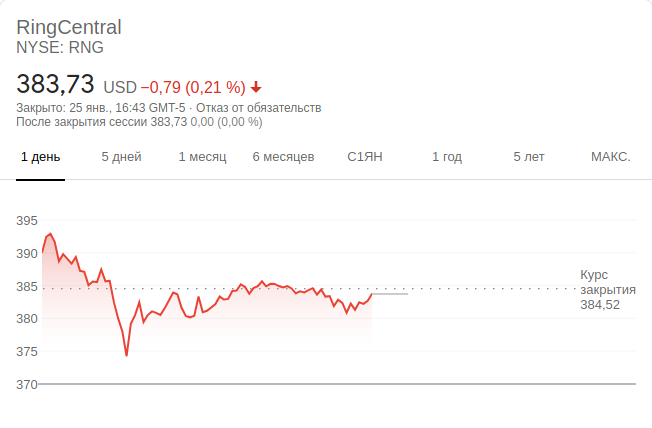 RingCentral
NYSE: RNG
383,73 USD −0,79 (0,21 %)
Закрыто: 25 янв., 16:43 GMT-5 · Отказ от обязательств
После закрытия сессии 383,73 0,00 (0,00 %)
1 день 5 дней 1 месяц 6 месяцев С1ЯН 1 год 5 лет МАКС.
395
390
385
380
375
370
Курс
закрытия
384,52